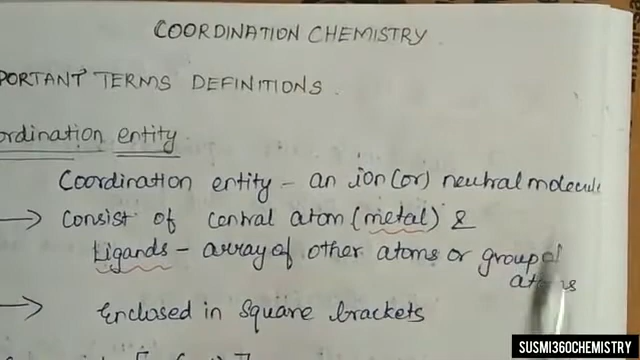 COORDINATION CHEMISTRY
PORTANT TERMS DEFINITIONS
ordination entity
Coordination entity - an ion (or) neutral molecule
→ consist of central atom (metal) &
Ligands - array of other atoms or group of
atoms
→ Enclosed in square brackets
SUSMI360CHEMISTRY